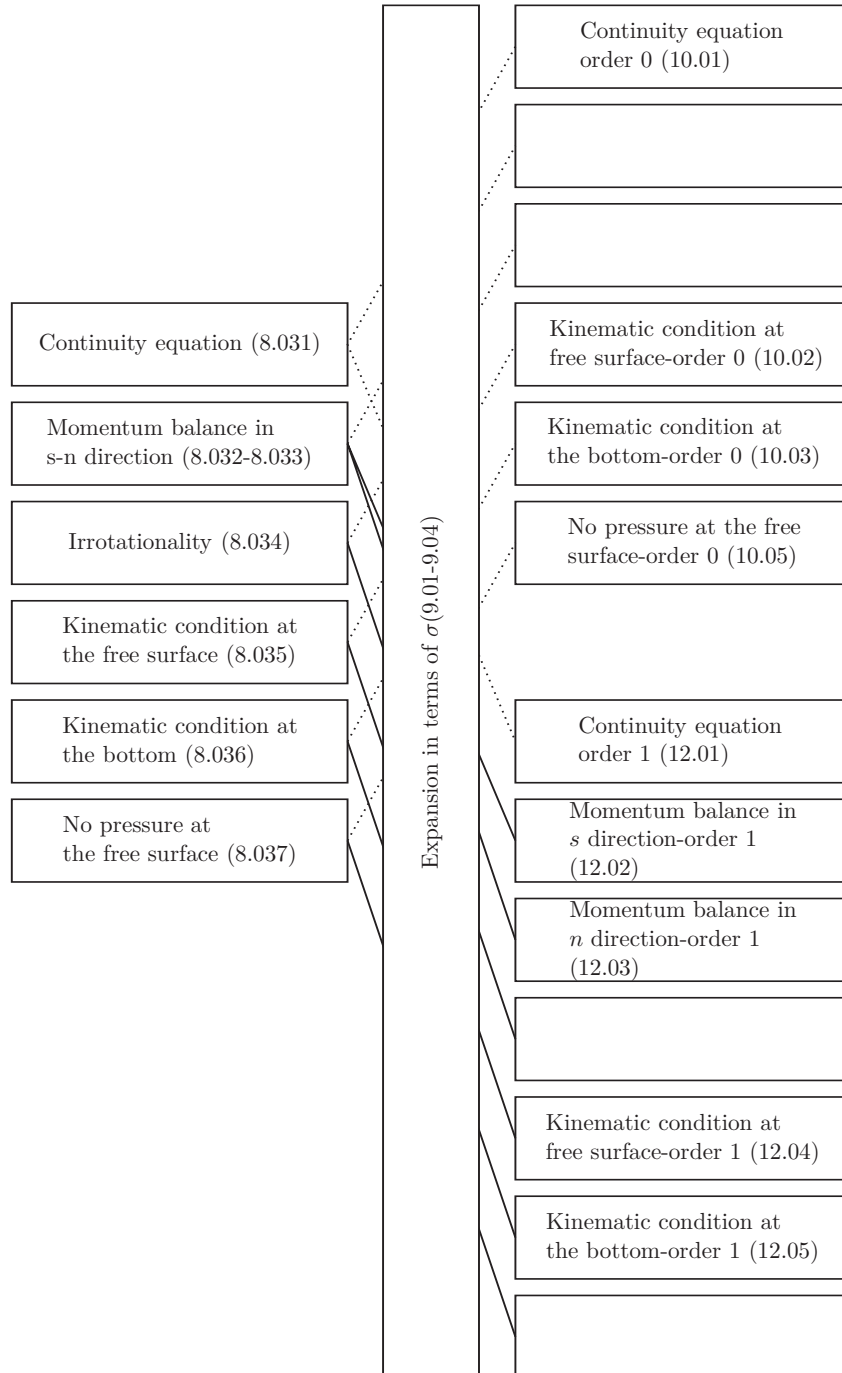 Continuity equation (8.031)
Momentum balance in
s-n direction (8.032-8.033)
Irrotationality (8.034)
Kinematic condition at
the free surface (8.035)
Kinematic condition at
the bottom (8.036)
No pressure at
the free surface (8.037)
Expansion in terms of σ(9.01-9.04)
Continuity equation
order 0 (10.01)
Kinematic condition at
free surface-order 0 (10.02)
Kinematic condition at
the bottom-order 0 (10.03)
No pressure at the free
surface-order 0 (10.05)
Continuity equation
order 1 (12.01)
Momentum balance in
s direction-order 1
(12.02)
Momentum balance in
n direction-order 1
(12.03)
Kinematic condition at
free surface-order 1 (12.04)
Kinematic condition at
the bottom-order 1 (12.05)